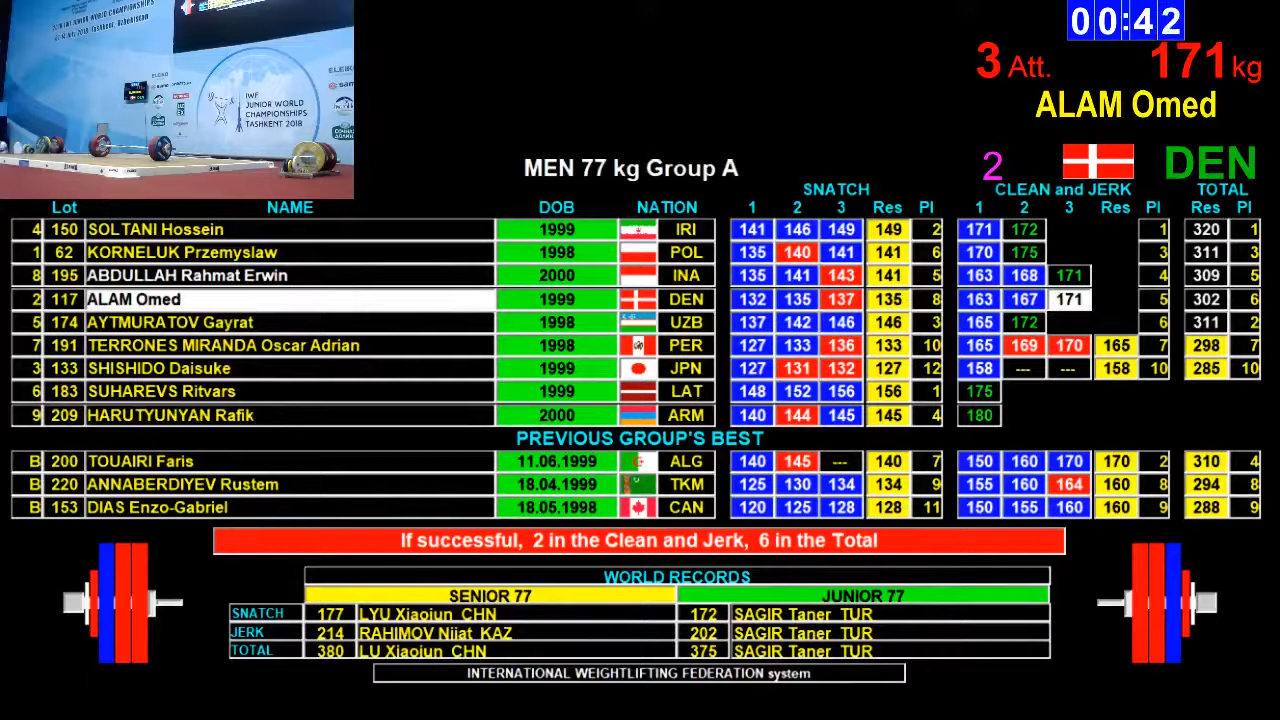 2018 IWF JUNIOR WORLD CHAMPIONSHIPS
Tashkent, Uzbekistan
ELEIKO
IWF
JUNIOR WORLD
CHAMPIONSHIPS
TASHKENT 2018
00:42
3 Att. 171kg
ALAM Omed
2 DEN
MEN 77 kg Group A
SNATCH CLEAN and JERK TOTAL
Lot NAME DOB NATION 1 2 3 Res Pl 1 2 3 Res Pl Res Pl
4 150 SOLTANI Hossein 1999 IRI 141 146 149 149 2 171 172 1 320 1
1 62 KORNELUK Przemyslaw 1998 POL 135 140 141 141 6 170 175 3 311 3
8 195 ABDULLAH Rahmat Erwin 2000 INA 135 141 143 141 5 163 168 171 4 309 5
2 117 ALAM Omed 1999 DEN 132 135 137 135 8 163 167 171 5 302 6
5 174 AYTMURATOV Gayrat 1998 UZB 137 142 146 146 3 165 172 6 311 2
7 191 TERRONES MIRANDA Oscar Adrian 1998 PER 127 133 136 133 10 165 169 170 165 7 298 7
3 133 SHISHIDO Daisuke 1999 JPN 127 131 132 127 12 158 --- --- 158 10 285 10
6 183 SUHAREVS Ritvars 1999 LAT 148 152 156 156 1 175
9 209 HARUTYUNYAN Rafik 2000 ARM 140 144 145 145 4 180
PREVIOUS GROUP'S BEST
B 200 TOUAIRI Faris 11.06.1999 ALG 140 145 --- 140 7 150 160 170 170 2 310 4
B 220 ANNABERDIYEV Rustem 18.04.1999 TKM 125 130 134 134 9 155 160 164 160 8 294 8
B 153 DIAS Enzo-Gabriel 18.05.1998 CAN 120 125 128 128 11 150 155 160 160 9 288 9
If successful, 2 in the Clean and Jerk, 6 in the Total
WORLD RECORDS
SENIOR 77 JUNIOR 77
SNATCH 177 LYU Xiaojun CHN 172 SAGIR Taner TUR
JERK 214 RAHIMOV Nijat KAZ 202 SAGIR Taner TUR
TOTAL 380 LU Xiaojun CHN 375 SAGIR Taner TUR
INTERNATIONAL WEIGHTLIFTING FEDERATION system